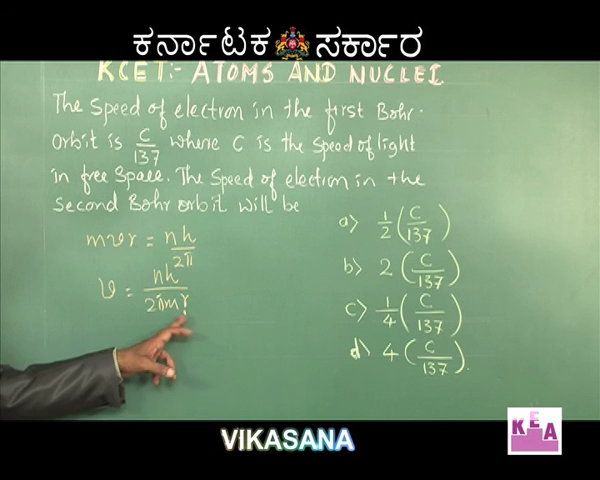 ಕರ್ನಾಟಕ ಸರ್ಕಾರ
KCET:- ATOMS AND NUCLEI
The Speed of electron in the first Bohr
orbit is C/137 where C is the Speed of light
in free Space. The Speed of electron in the
second Bohr orbit will be
mvr = nh/2π
v = nh/2πmr
a> 1/2 (C/137)
b> 2 (C/137)
c> 1/4 (C/137)
d> 4 (C/137).
KEA
VIKASANA